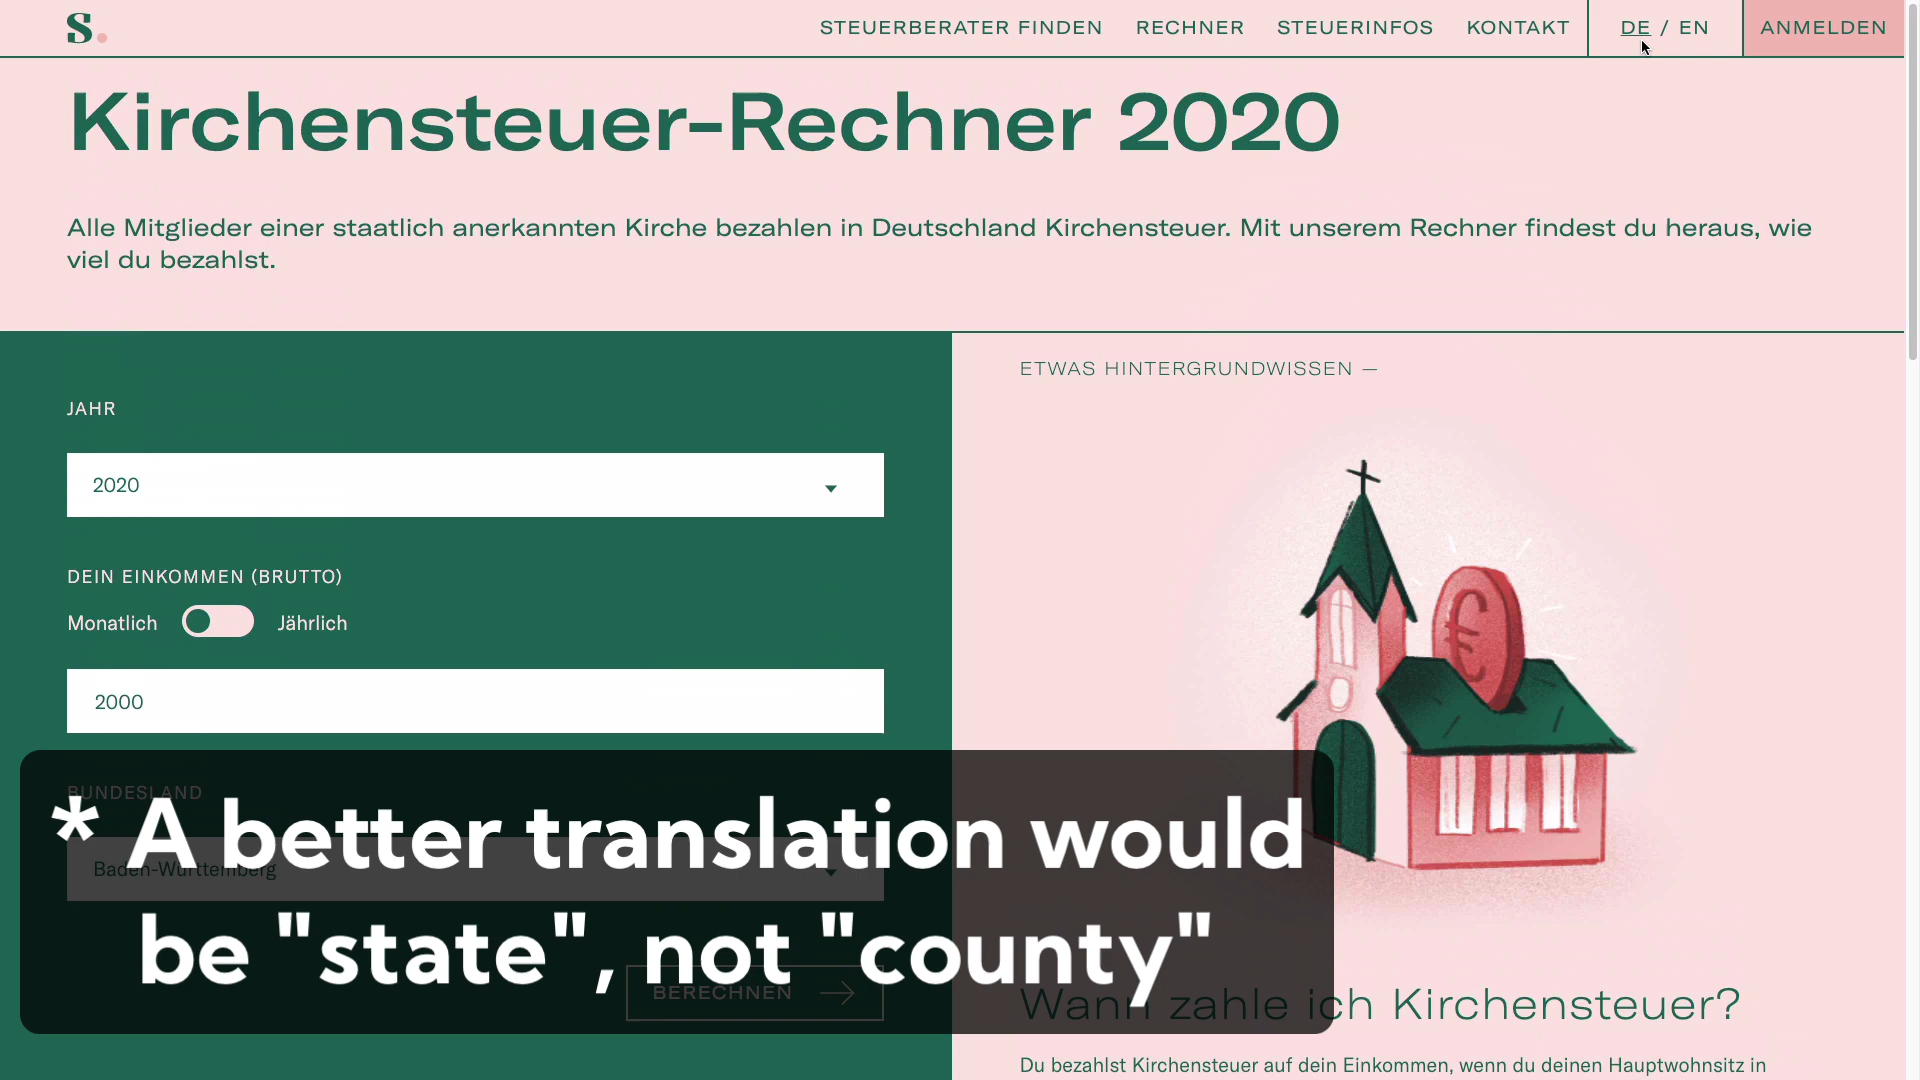 S.
STEUERBERATER FINDEN
RECHNER
STEUERINFOS
KONTAKT
DE / EN
ANMELDEN
Kirchensteuer-Rechner 2020
Alle Mitglieder einer staatlich anerkannten Kirche bezahlen in Deutschland Kirchensteuer. Mit unserem Rechner findest du heraus, wie
viel du bezahlst.
JAHR
2020
DEIN EINKOMMEN (BRUTTO)
Monatlich
Jährlich
2000
BUNDESLAND
Baden-Württemberg
BERECHNEN
* A better translation would
be "state", not "county"
ETWAS HINTERGRUNDWISSEN —
€
Wann zahle ich Kirchensteuer?
Du bezahlst Kirchensteuer auf dein Einkommen, wenn du deinen Hauptwohnsitz in